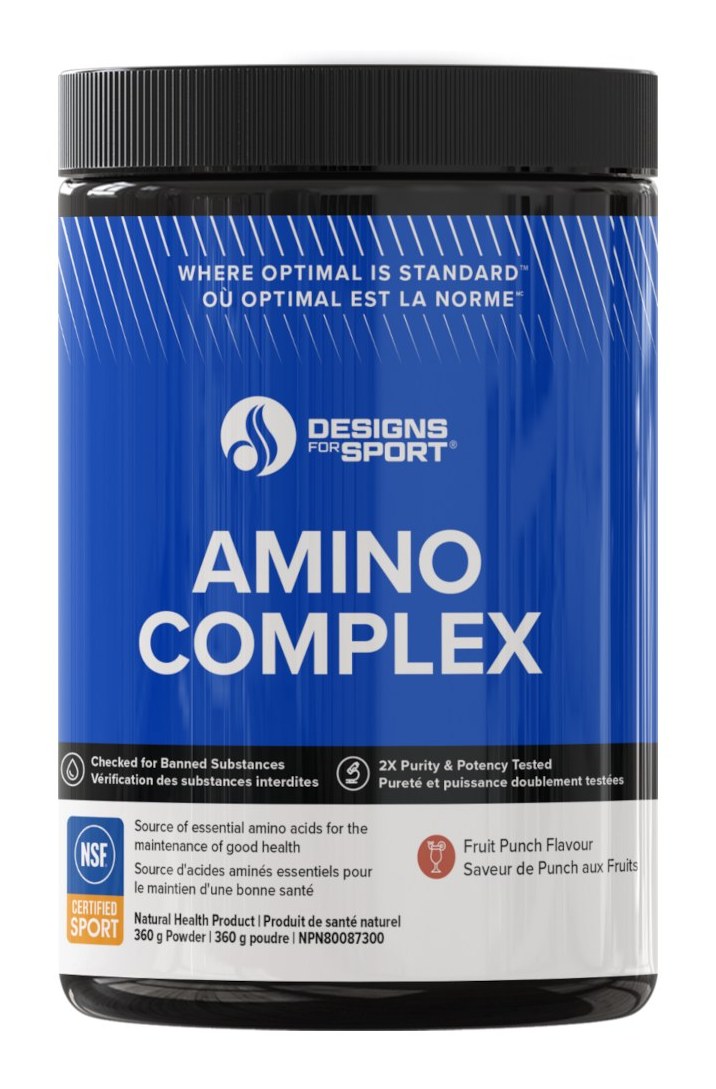 WHERE OPTIMAL IS STANDARD™
OÙ OPTIMAL EST LA NORME MC
DESIGNS
FOR SPORT®
AMINO
COMPLEX
Checked for Banned Substances
Vérification des substances interdites
2X Purity & Potency Tested
Pureté et puissance doublement testées
NSF
CERTIFIED
SPORT
Source of essential amino acids for the
maintenance of good health
Source d'acides aminés essentiels pour
le maintien d'une bonne santé
Natural Health Product | Produit de santé naturel
360 g Powder | 360 g poudre | NPN80087300
Fruit Punch Flavour
Saveur de Punch aux Fruits